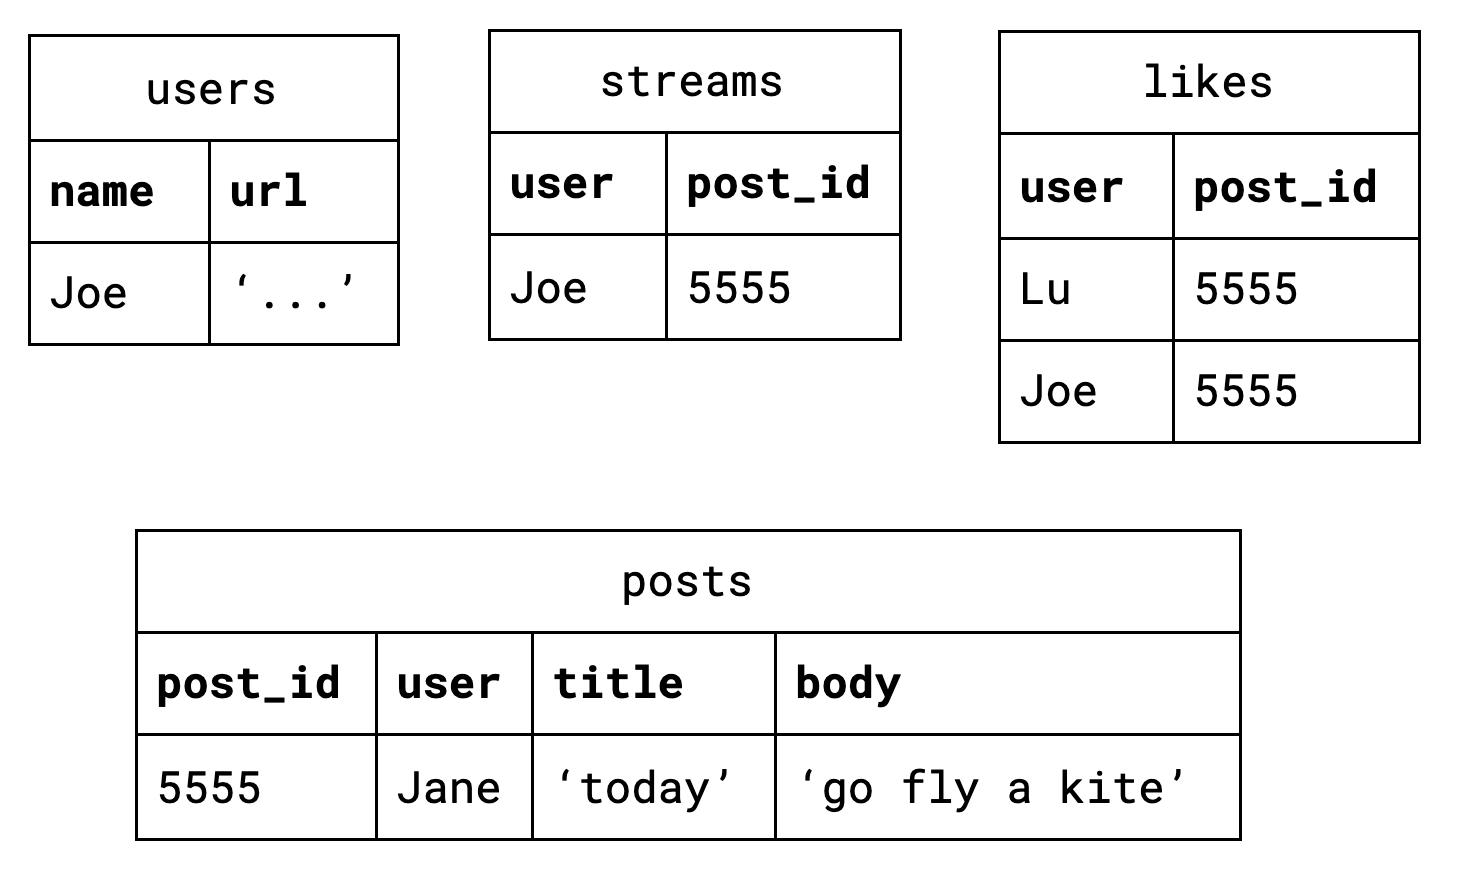 users
name url
Joe ‘...’
streams
user post_id
Joe 5555
likes
user post_id
Lu 5555
Joe 5555
posts
post_id user title body
5555 Jane ‘today’ ‘go fly a kite’